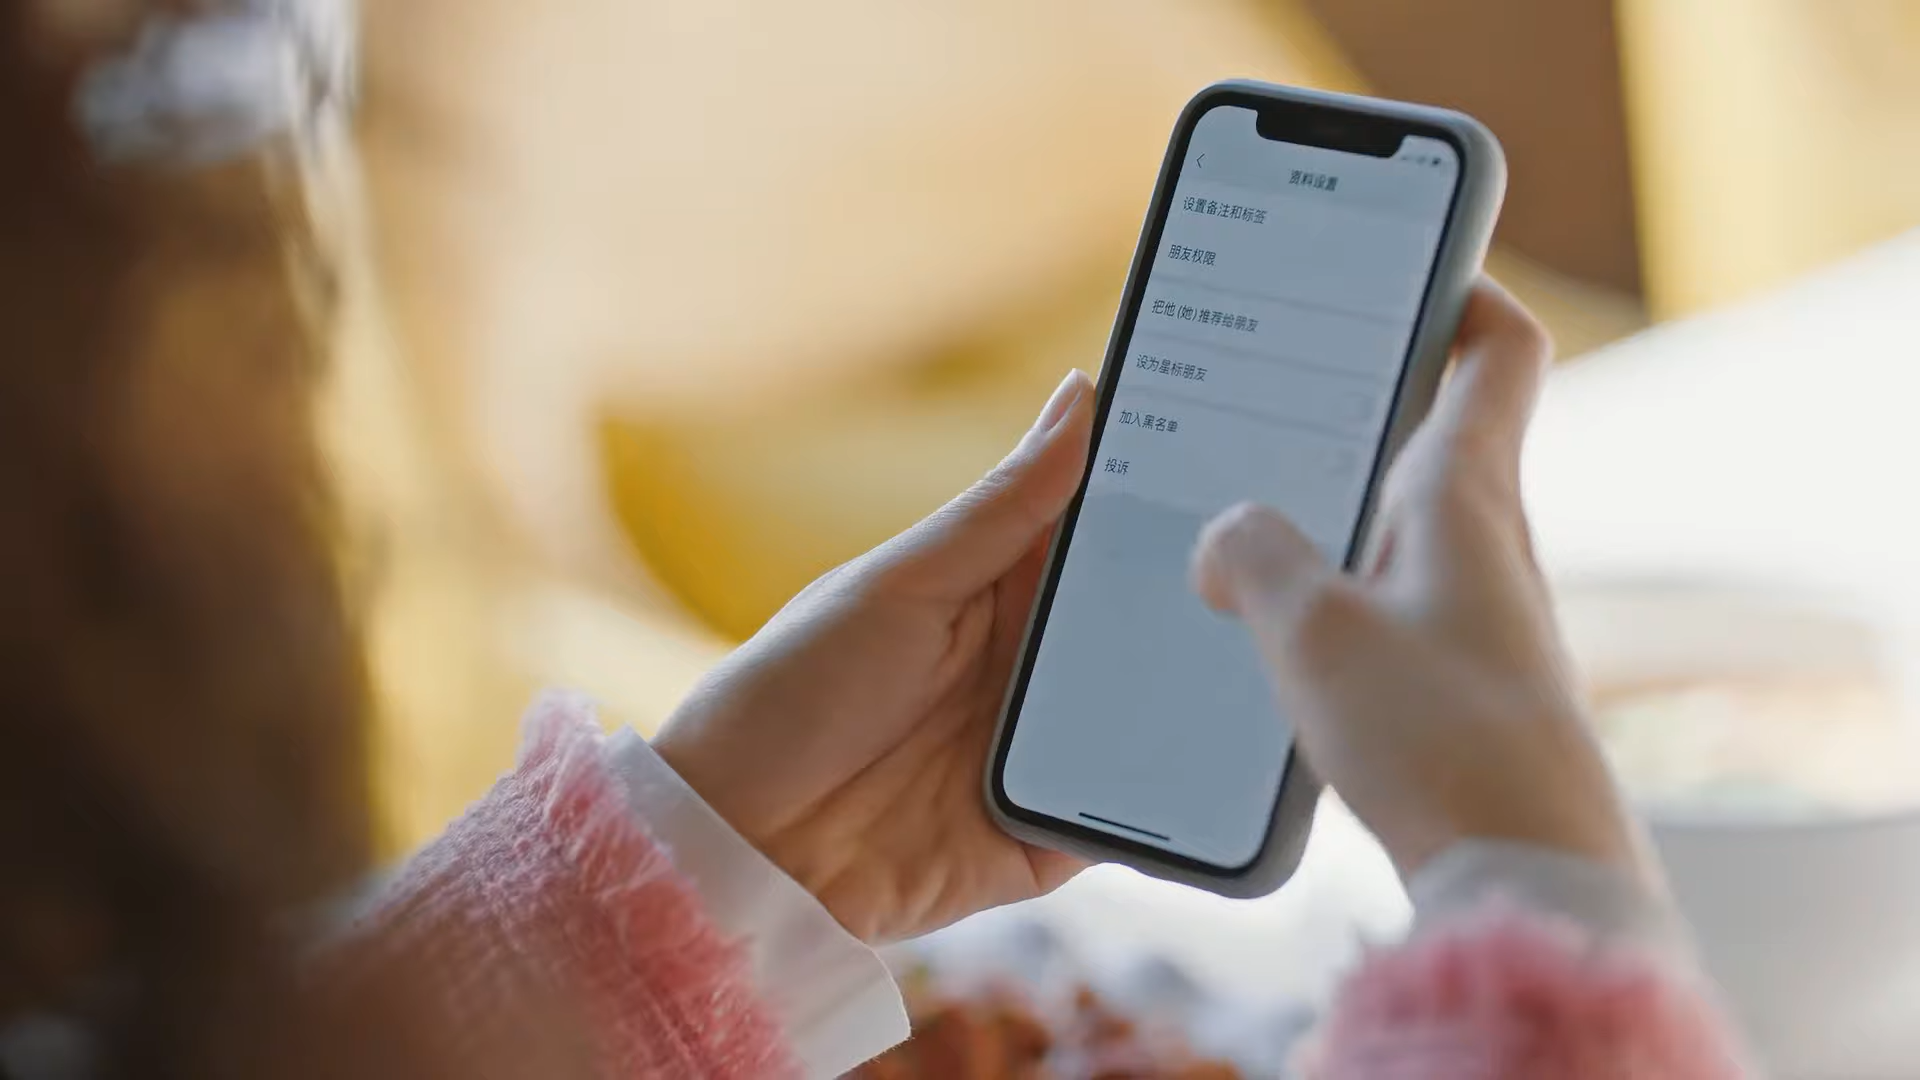 资料设置
设置备注和标签
朋友权限
把他(她)推荐给朋友
设为星标朋友
加入黑名单
投诉